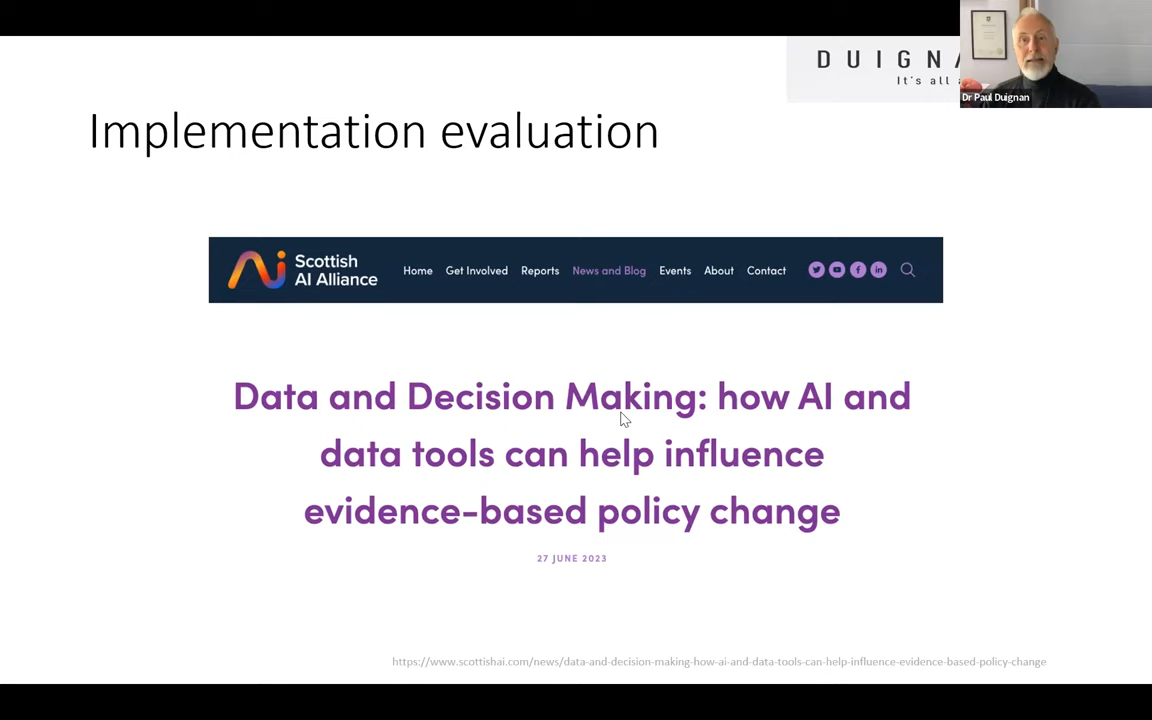 DUIGNA
It's all
Dr Paul Duignan
Implementation evaluation
Scottish
AI Alliance
Home Get Involved Reports News and Blog Events About Contact
Data and Decision Making: how AI and
data tools can help influence
evidence-based policy change
27 JUNE 2023
https://www.scottishai.com/news/data-and-decision-making-how-ai-and-data-tools-can-help-influence-evidence-based-policy-change